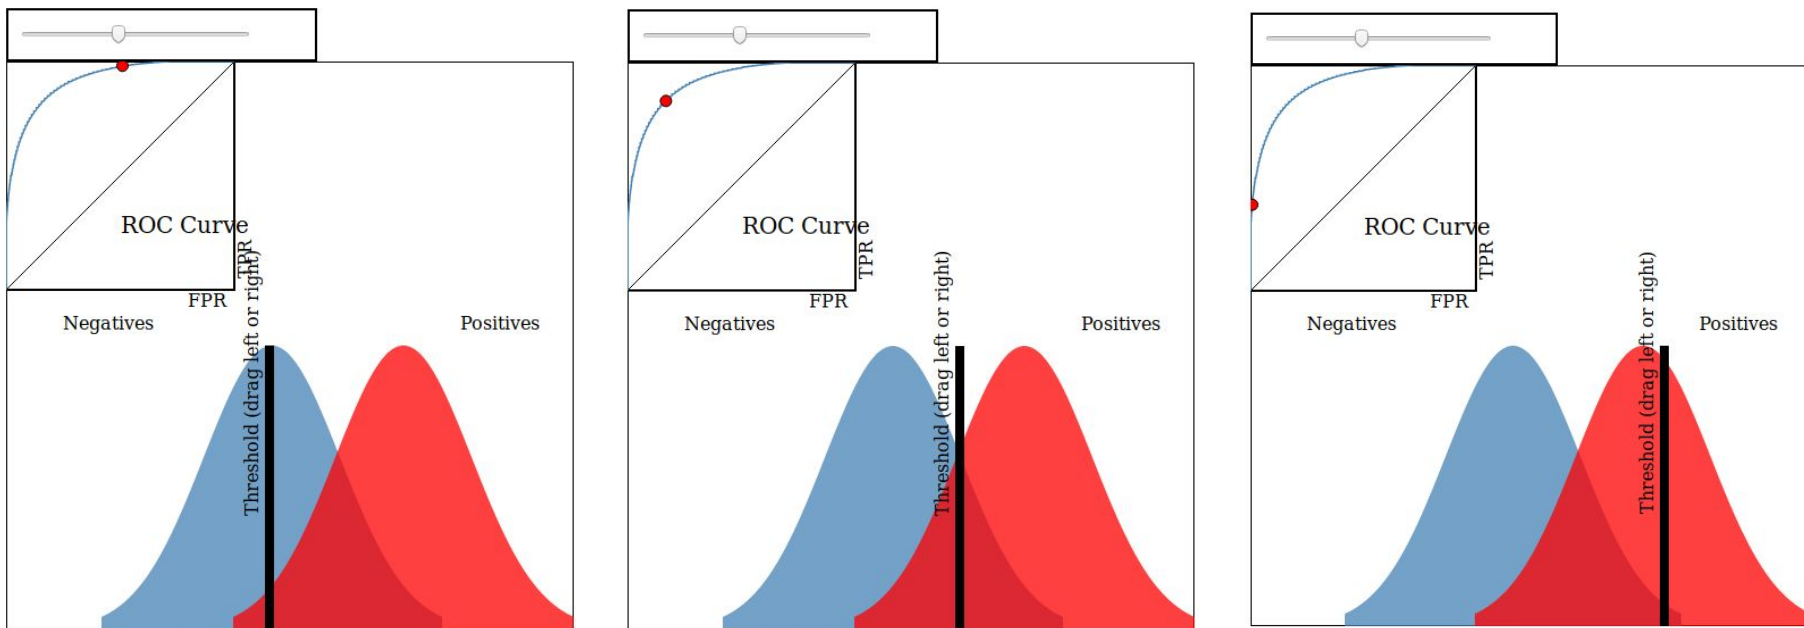 ROC Curve
TPR
FPR
Negatives
Threshold (drag left or right)
Positives
ROC Curve
TPR
FPR
Negatives
Threshold (drag left or right)
Positives
ROC Curve
TPR
FPR
Negatives
Threshold (drag left or right)
Positives